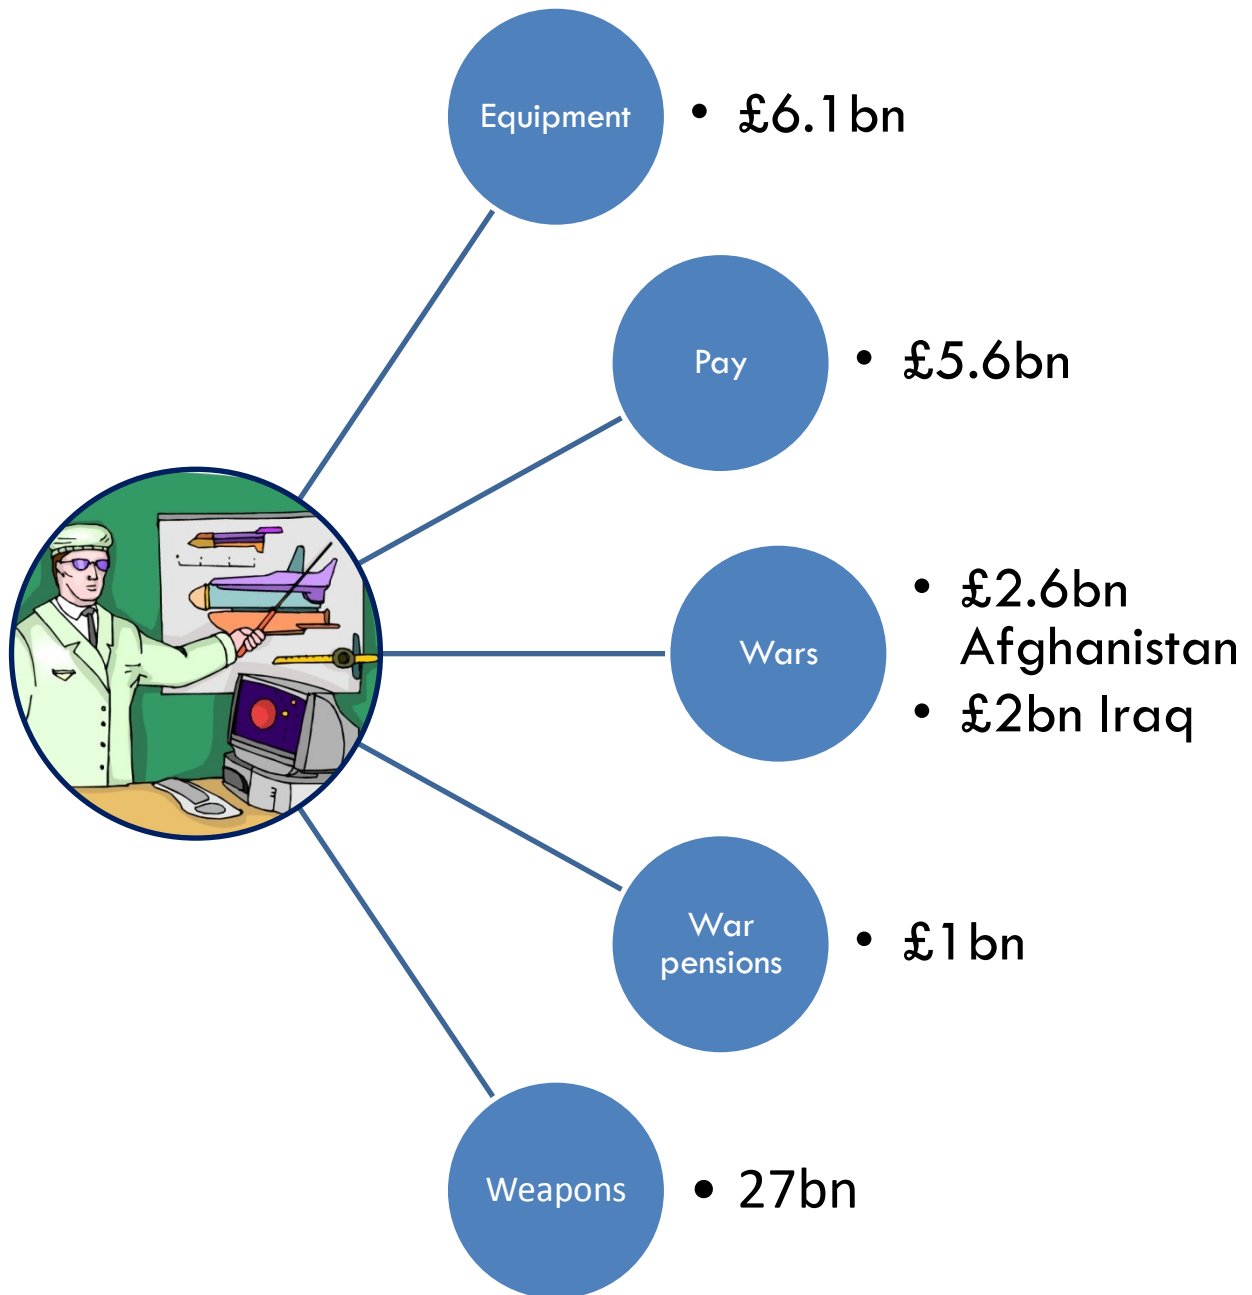 Equipment
• £6.1bn
Pay
• £5.6bn
Wars
• £2.6bn
Afghanistan
• £2bn Iraq
War
pensions
• £1bn
Weapons
• 27bn